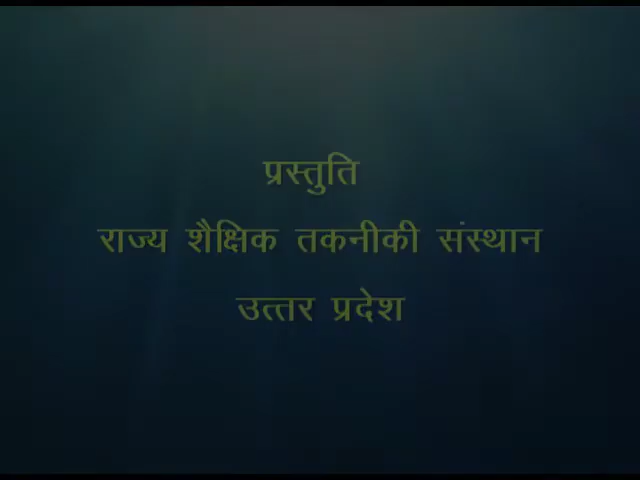 प्रस्तुति
राज्य शैक्षिक तकनीकी संस्थान
उत्तर प्रदेश